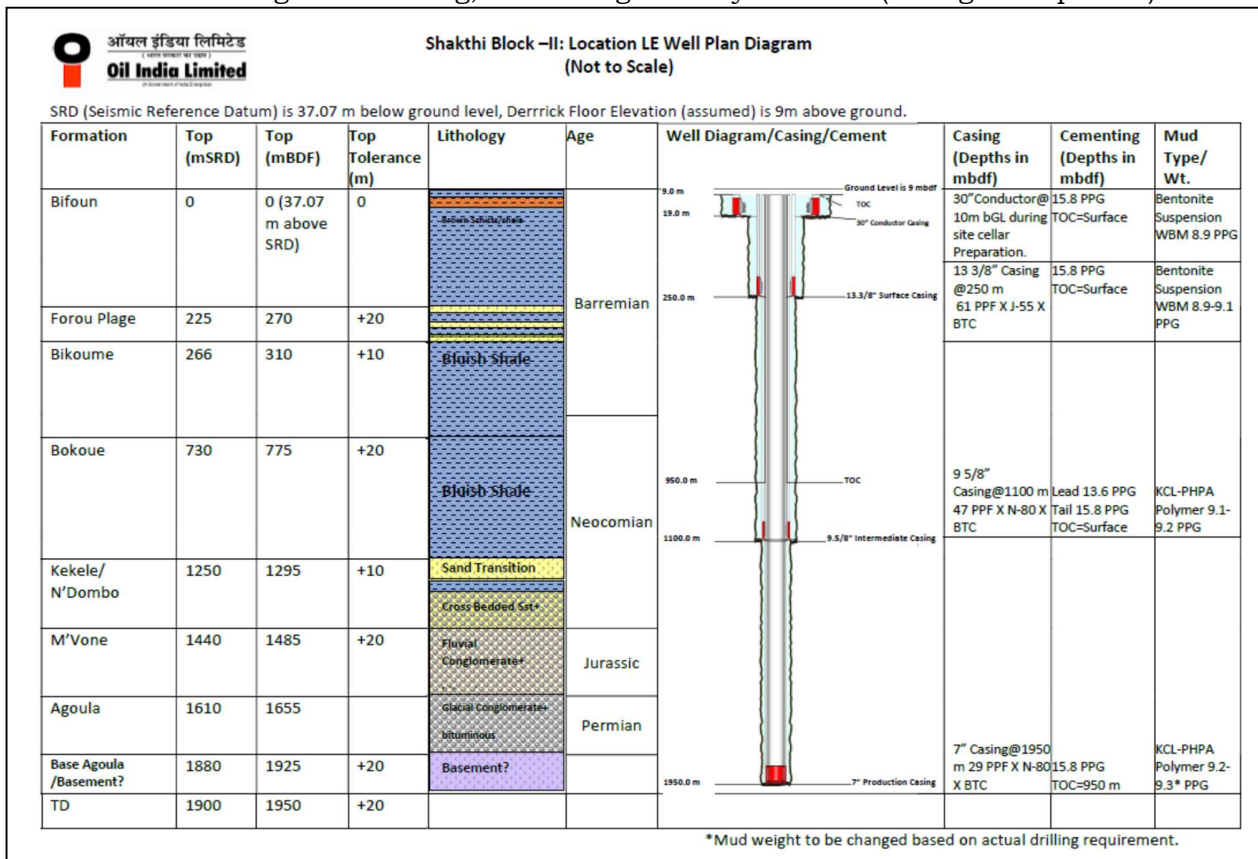 ऑयल इंडिया लिमिटेड
Oil India Limited
Shakthi Block –II: Location LE Well Plan Diagram
(Not to Scale)
SRD (Seismic Reference Datum) is 37.07 m below ground level, Derrrick Floor Elevation (assumed) is 9m above ground.
Formation Top (mSRD) Top (mBDF) Top Tolerance (m) Lithology Age Well Diagram/Casing/Cement Casing (Depths in mbdf) Cementing (Depths in mbdf) Mud Type/ Wt.
Bifoun 0 0 (37.07 m above SRD) 0
Forou Plage 225 270 +20
Bikoume 266 310 +10 Bluish Shale
Bokoue 730 775 +20 Bluish Shale
Kekele/ N’Dombo 1250 1295 +10 Sand Transition
Cross Bedded Sst+
M’Vone 1440 1485 +20 Fluvial Conglomerate+
Agoula 1610 1655 Glacial Conglomerate+ bituminous
Base Agoula /Basement? 1880 1925 +20 Basement?
TD 1900 1950 +20
Barremian
Neocomian
Jurassic
Permian
9.0 m
Ground Level is 9 mbdf
TOC
19.0 m
30" Conductor Casing
250.0 m
13.3/8" Surface Casing
950.0 m
TOC
1100.0 m
9.5/8" Intermediate Casing
1950.0 m
7" Production Casing
30”Conductor@
10m bGL during
site cellar
Preparation.
15.8 PPG
TOC=Surface
Bentonite
Suspension
WBM 8.9 PPG
13 3/8” Casing
@250 m
61 PPF X J-55 X
BTC
15.8 PPG
TOC=Surface
Bentonite
Suspension
WBM 8.9-9.1
PPG
9 5/8”
Casing@1100 m
47 PPF X N-80 X
BTC
Lead 13.6 PPG
Tail 15.8 PPG
TOC=Surface
KCL-PHPA
Polymer 9.1-
9.2 PPG
7” Casing@1950
m 29 PPF X N-80
X BTC
15.8 PPG
TOC=950 m
KCL-PHPA
Polymer 9.2-
9.3* PPG
*Mud weight to be changed based on actual drilling requirement.